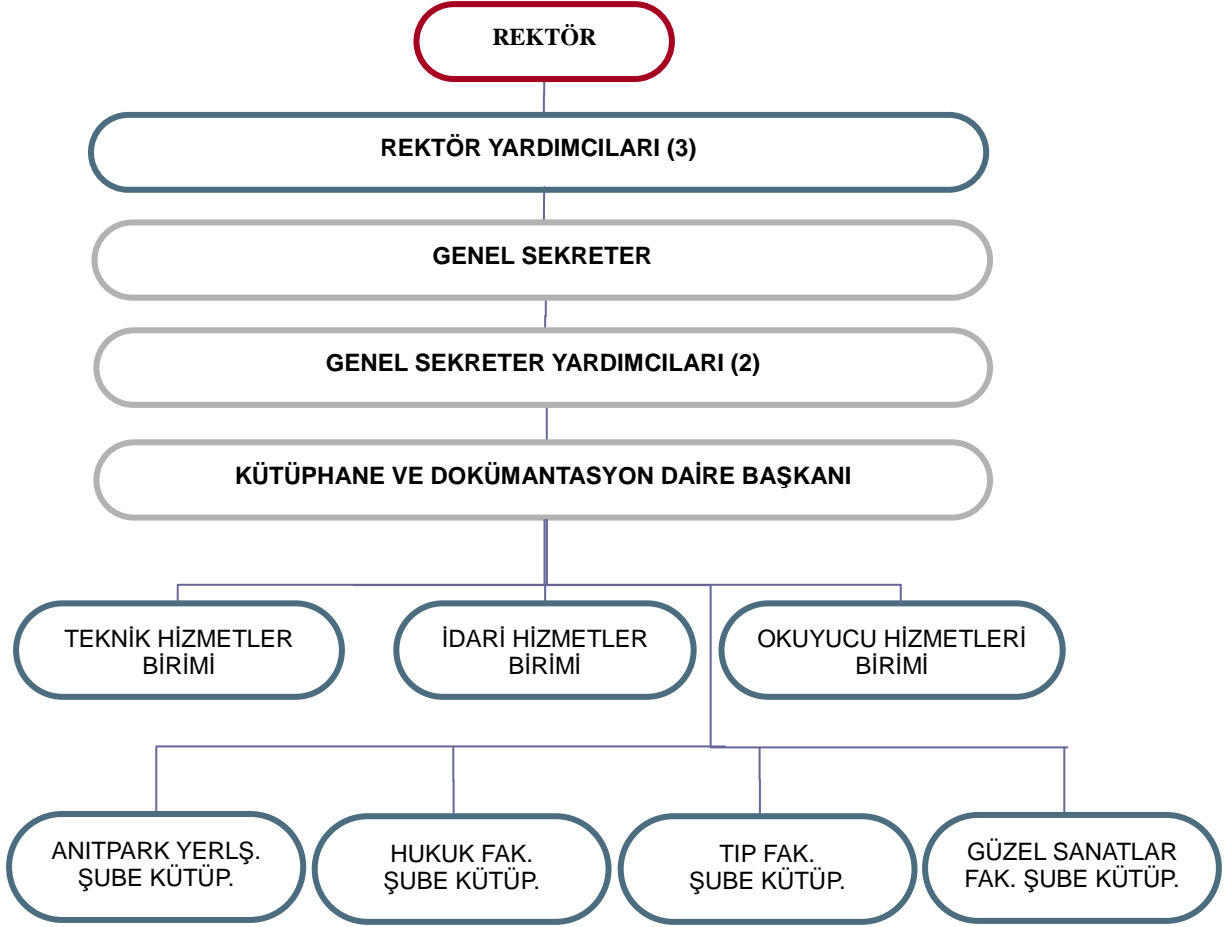 REKTÖR
REKTÖR YARDIMCILARI (3)
GENEL SEKRETER
GENEL SEKRETER YARDIMCILARI (2)
KÜTÜPHANE VE DOKÜMANTASYON DAİRE BAŞKANI
TEKNİK HİZMETLER
BİRİMİ
İDARİ HİZMETLER
BİRİMİ
OKUYUCU HİZMETLERİ
BİRİMİ
ANITPARK YERLŞ.
ŞUBE KÜTÜP.
HUKUK FAK.
ŞUBE KÜTÜP.
TIP FAK.
ŞUBE KÜTÜP.
GÜZEL SANATLAR
FAK. ŞUBE KÜTÜP.